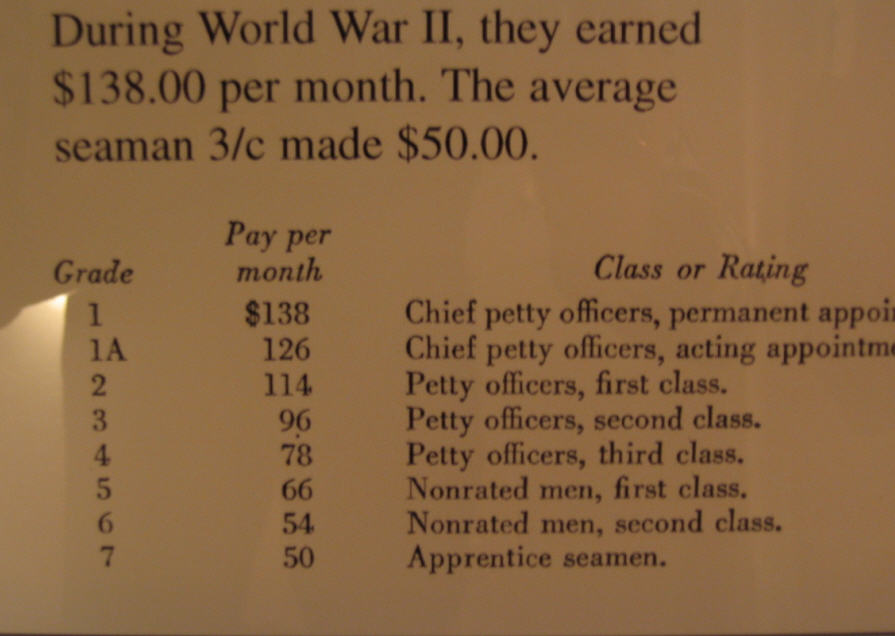 During World War II, they earned
$138.00 per month. The average
seaman 3/c made $50.00.
Pay per
Grade month Class or Rating
1 $138 Chief petty officers, permanent
1A 126 Chief petty officers, acting
2 114 Petty officers, first class.
3 96 Petty officers, second class.
4 78 Petty officers, third class.
5 66 Nonrated men, first class.
6 54 Nonrated men, second class.
7 50 Apprentice seamen.